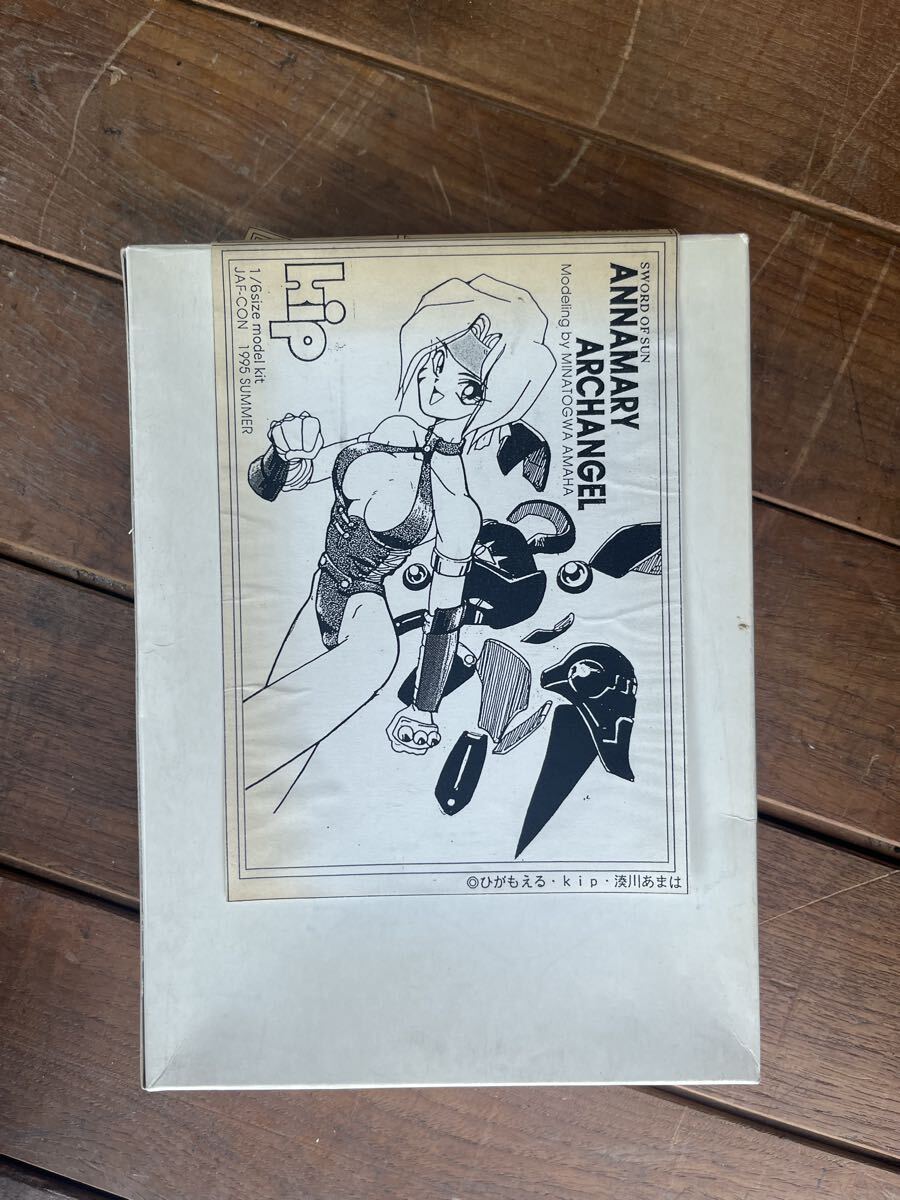 SWORD OF SUN
ANNAMARY
ARCHANGEL
Modeling by MINATOGWA AMAHA
kip
1/6size model kit
JAF-CON 1995 SUMMER
◎ひがもえる・kip・湊川あまは